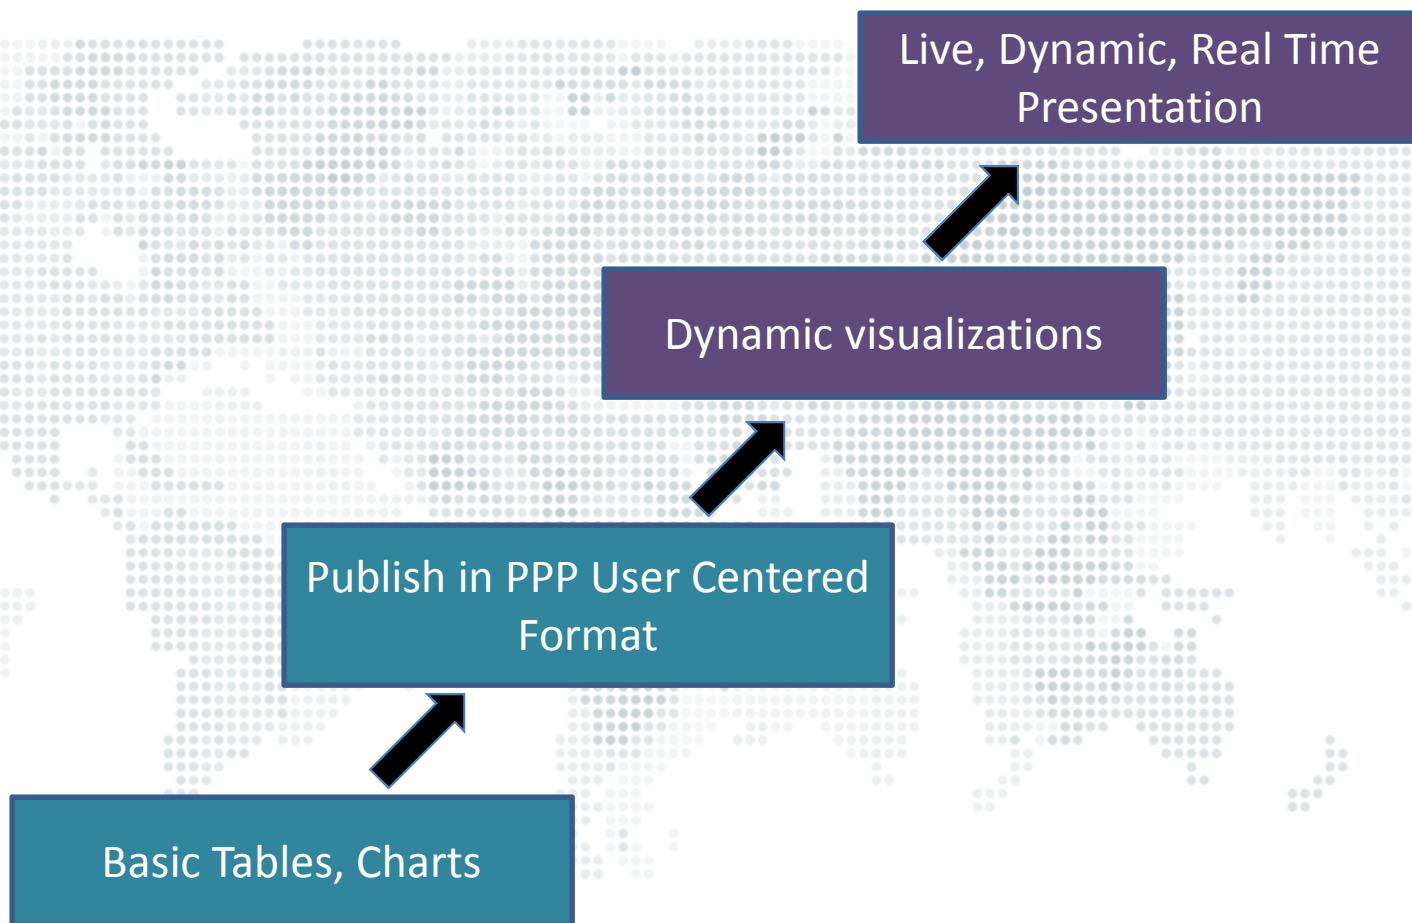 Live, Dynamic, Real Time
Presentation
Dynamic visualizations
Publish in PPP User Centered
Format
Basic Tables, Charts